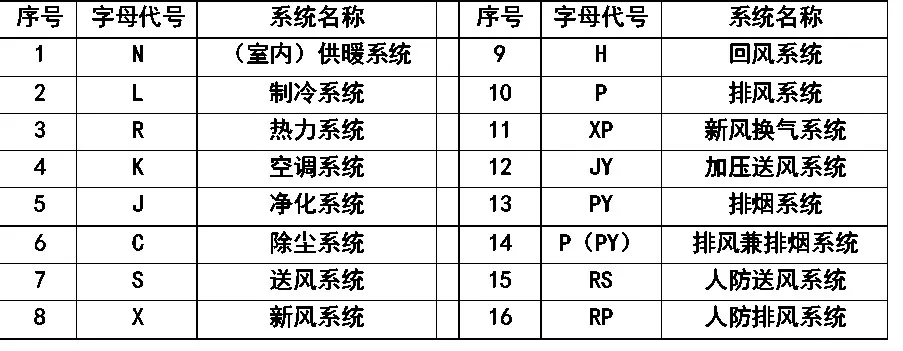 序号 字母代号 系统名称 序号 字母代号 系统名称
1 N （室内）供暖系统 9 H 回风系统
2 L 制冷系统 10 P 排风系统
3 R 热力系统 11 XP 新风换气系统
4 K 空调系统 12 JY 加压送风系统
5 J 净化系统 13 PY 排烟系统
6 C 除尘系统 14 P（PY） 排风兼排烟系统
7 S 送风系统 15 RS 人防送风系统
8 X 新风系统 16 RP 人防排风系统